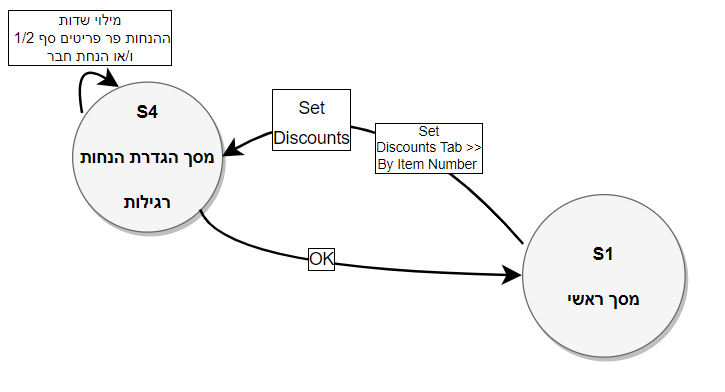 מילוי שדות
ההנחות פר פריטים סף 1/2
ו/או הנחת חבר
S4
מסך הגדרת הנחות
רגילות
Set
Discounts
Set
Discounts Tab >>
By Item Number
OK
S1
מסך ראשי